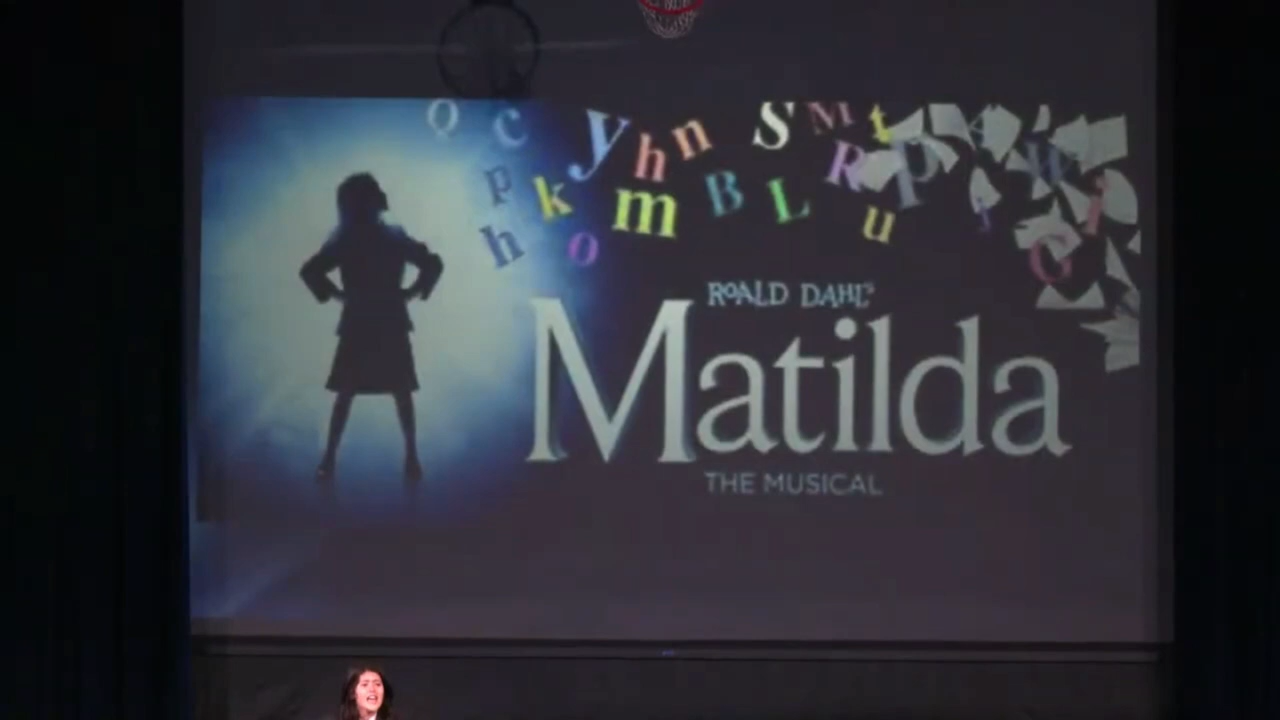 Q C y h n S M t
p k m B L R p
h o u
ROALD DAHL'S
Matilda
THE MUSICAL